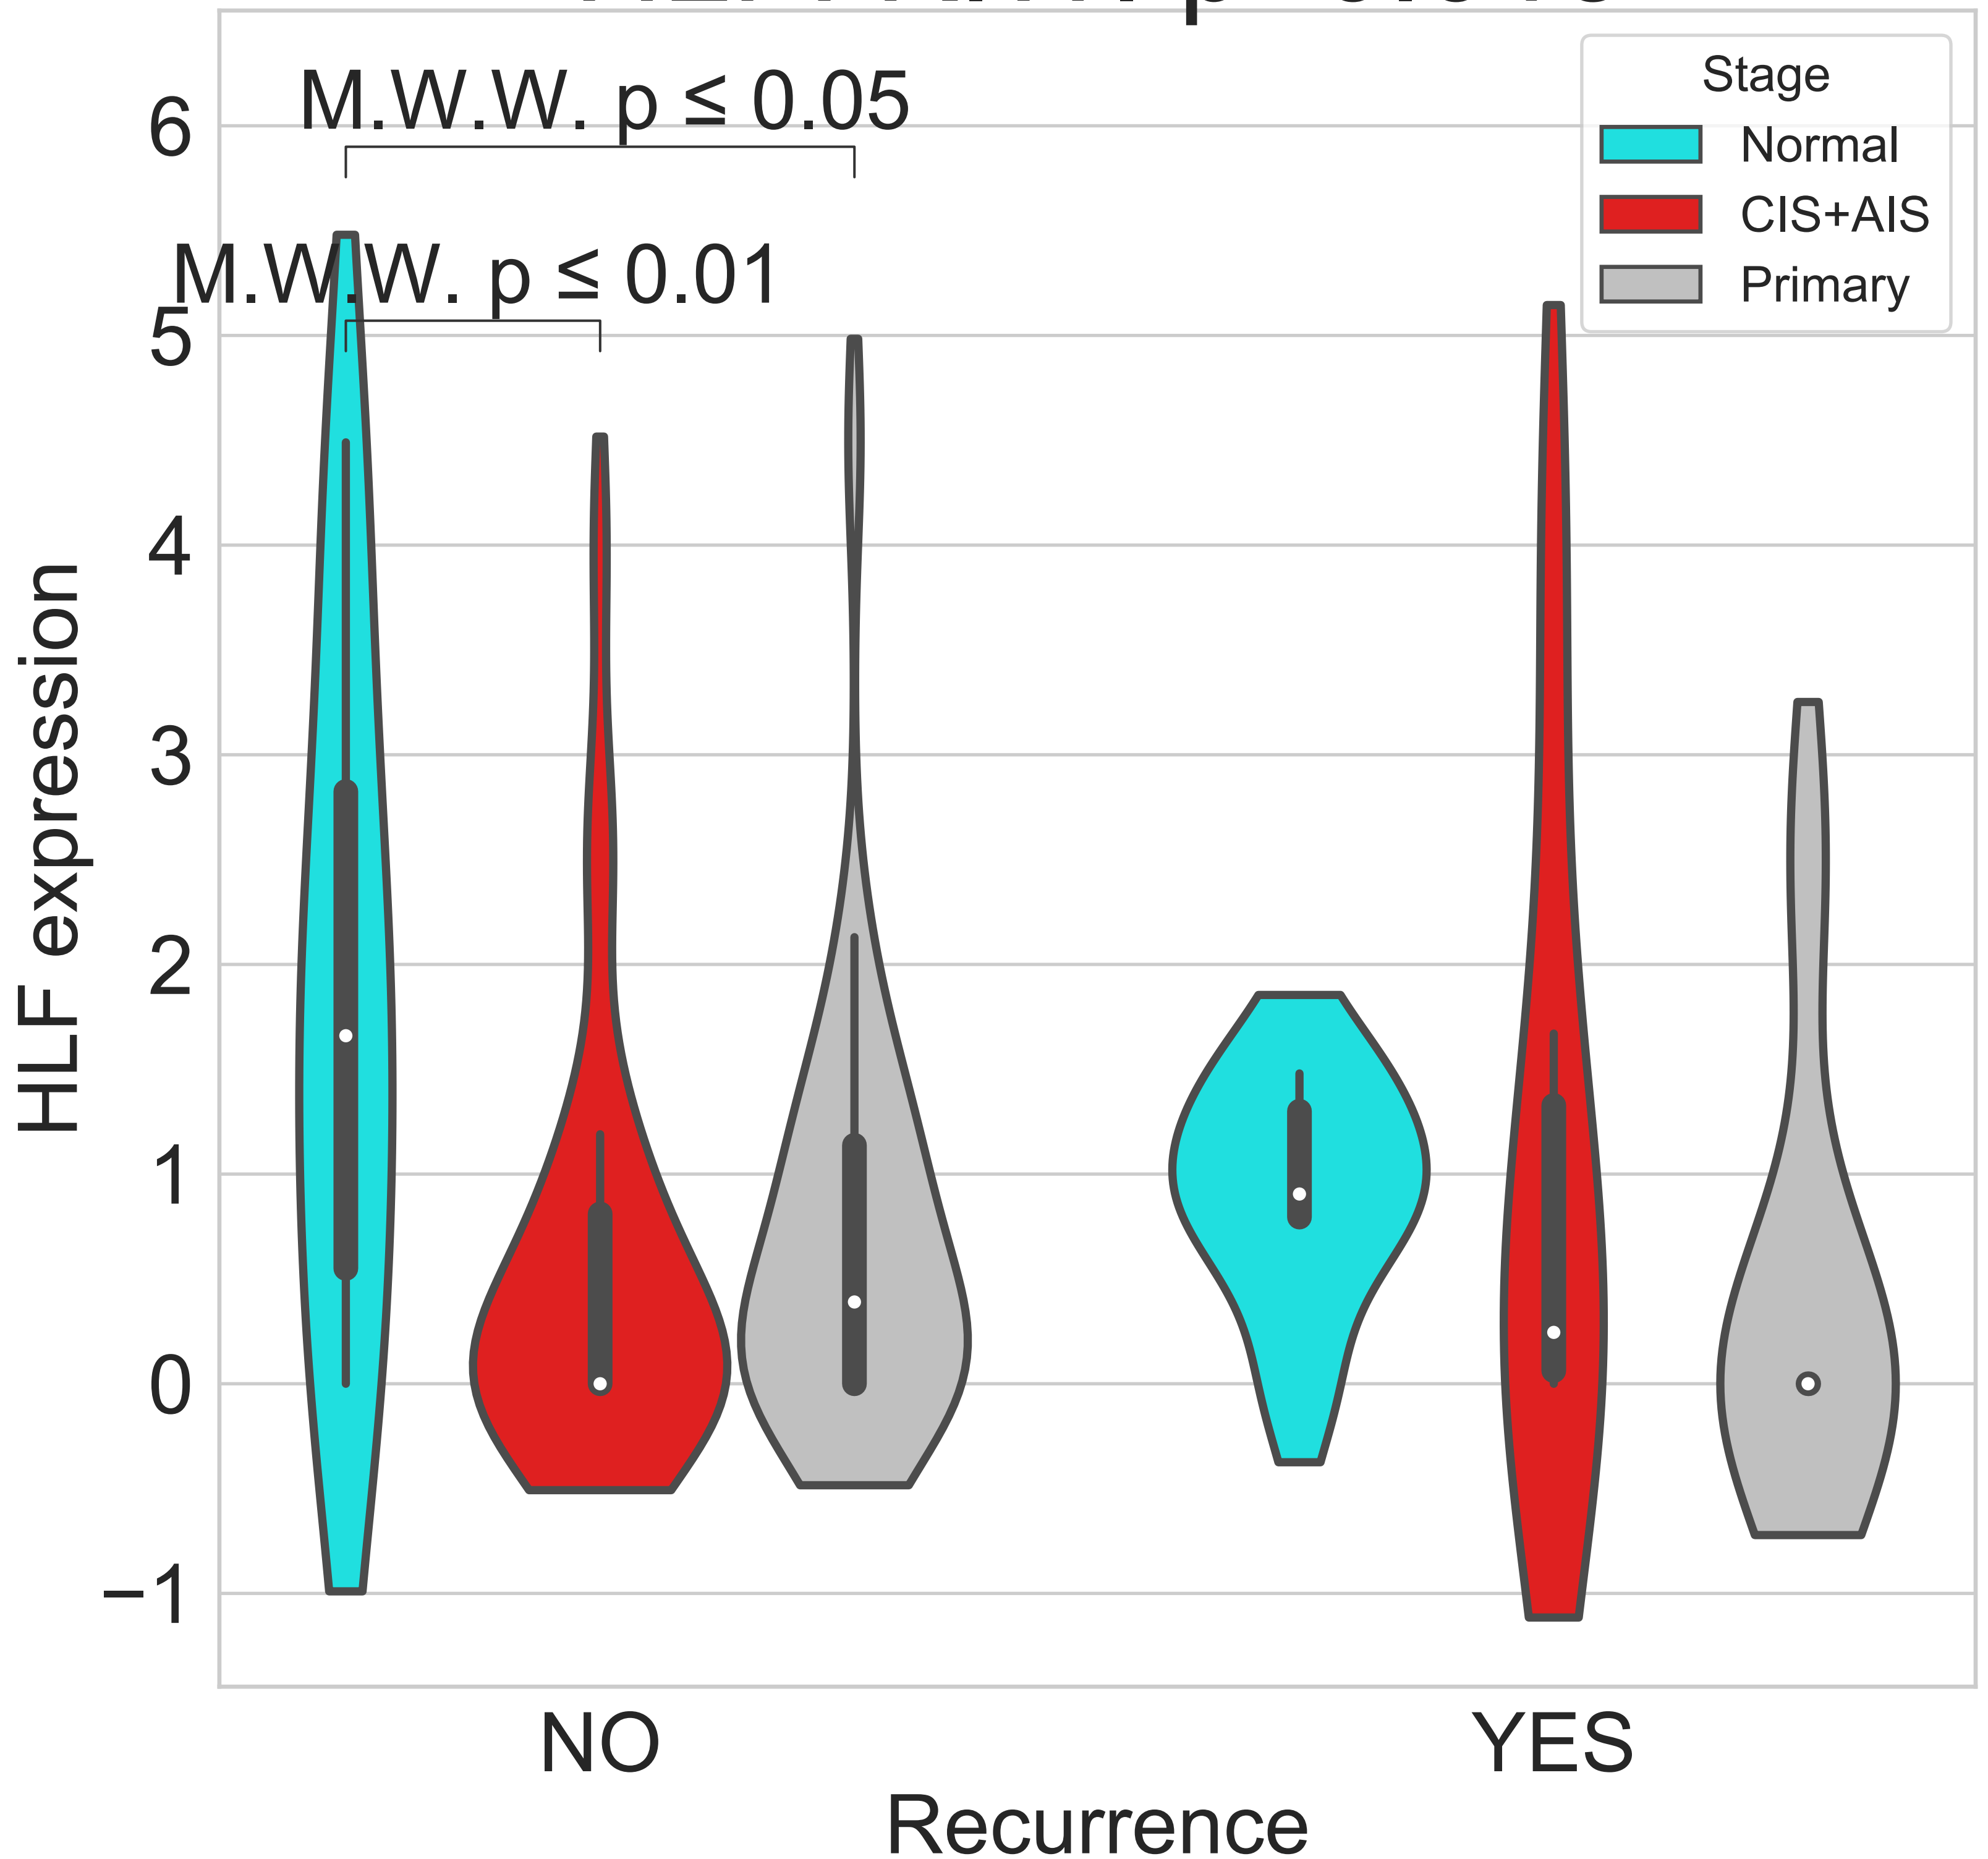 M.W.W. p ≤ 0.05
M.W.W. p ≤ 0.01
Stage
Normal
CIS+AIS
Primary
HLF expression
6
5
4
3
2
1
0
−1
NO
YES
Recurrence